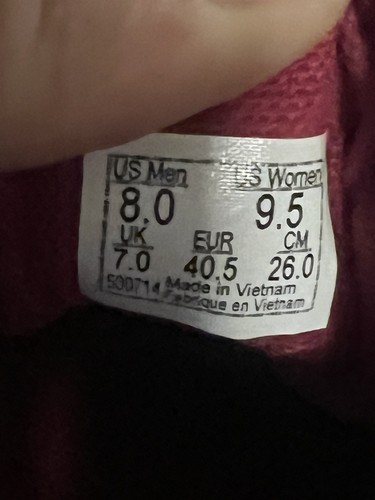 US Men US Women
8.0 9.5
UK EUR CM
7.0 40.5 26.0
500714 Made in Vietnam
Fabrique en Vietnam